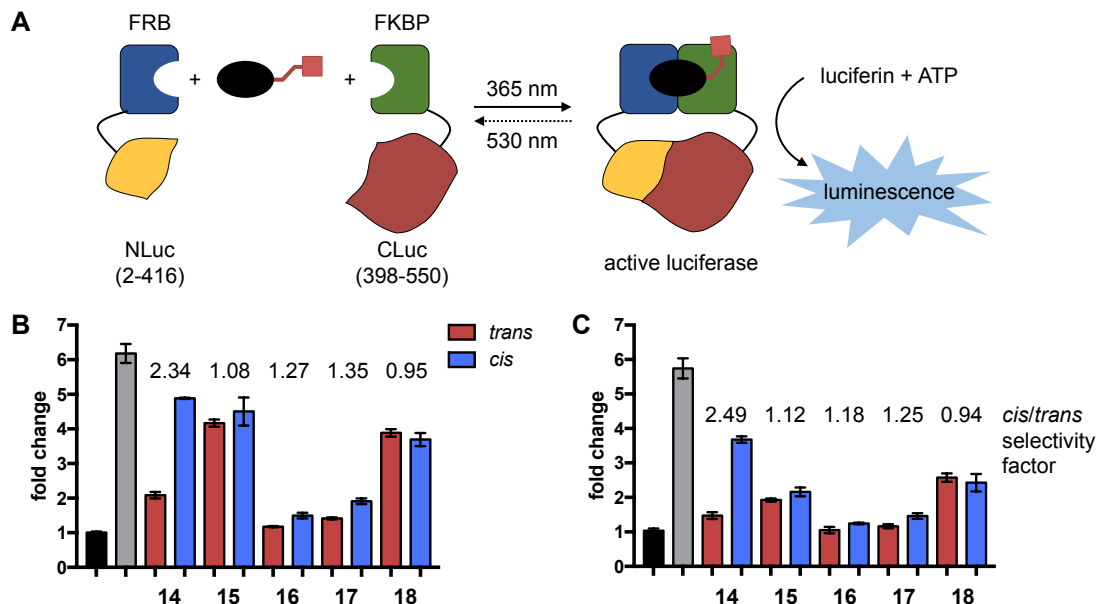 A
FRB
FKBP
+
+
365 nm
530 nm
luciferin + ATP
luminescence
NLuc
(2-416)
CLuc
(398-550)
active luciferase
B
fold change
7
6
5
4
3
2
1
0
2.34 1.08 1.27 1.35 0.95
14 15 16 17 18
trans
cis
C
fold change
7
6
5
4
3
2
1
0
2.49 1.12 1.18 1.25 0.94
14 15 16 17 18
cis/trans
selectivity
factor